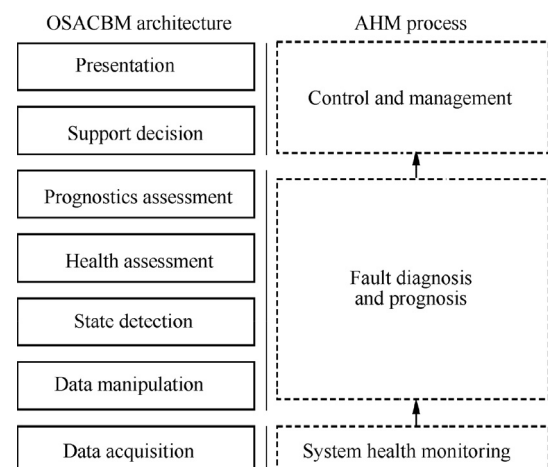 OSACBM architecture
AHM process
Presentation
Support decision
Control and management
Prognostics assessment
Health assessment
State detection
Data manipulation
Fault diagnosis
and prognosis
Data acquisition
System health monitoring